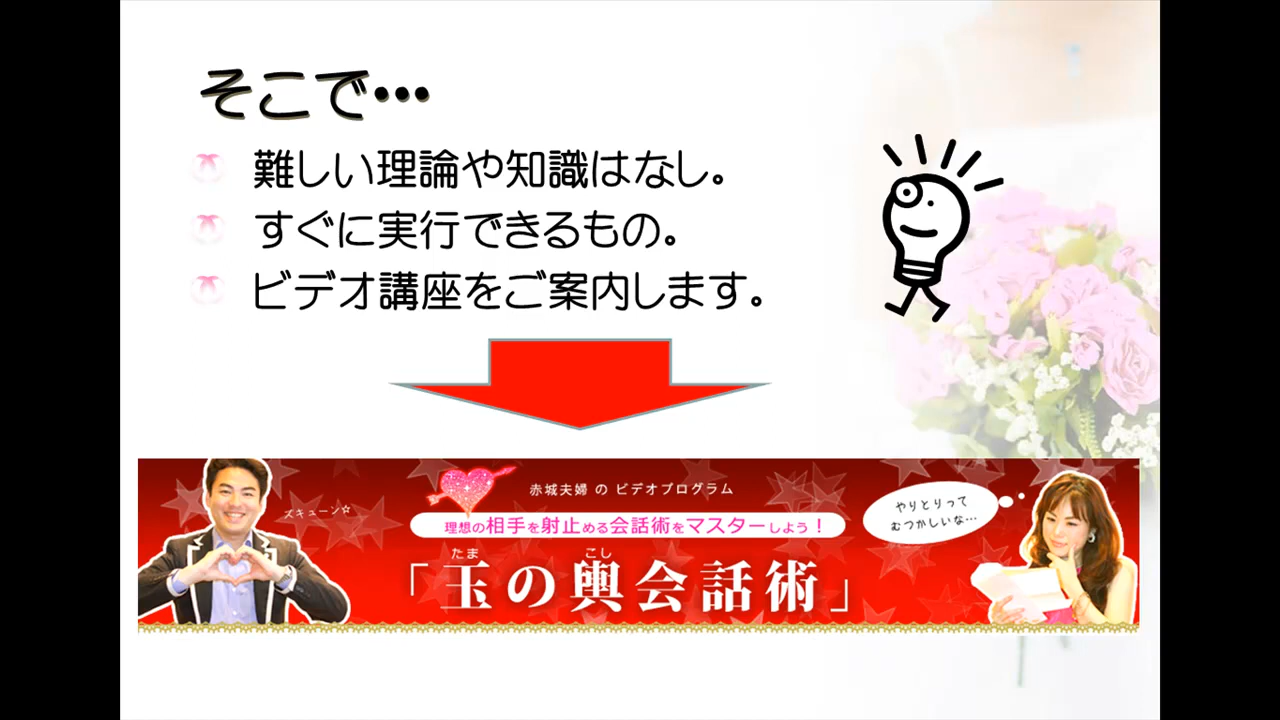 そこで…
難しい理論や知識はなし。
すぐに実行できるもの。
ビデオ講座をご案内します。
赤城夫婦 の ビデオプログラム
ズキューン☆
理想の相手を射止める会話術をマスターしよう！
やりとりって
むつかしいな…
たま こし
「玉の輿会話術」